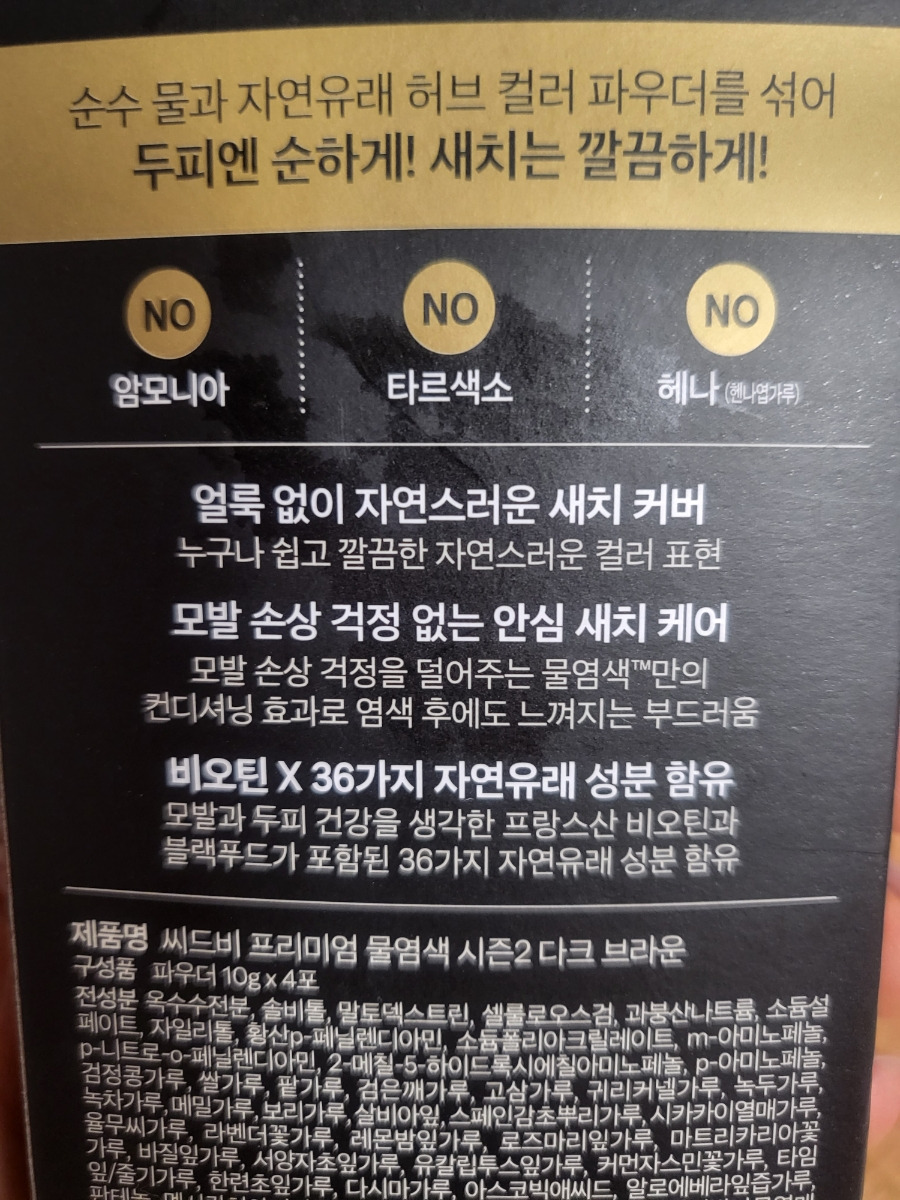 순수 물과 자연유래 허브 컬러 파우더를 섞어
두피엔 순하게! 새치는 깔끔하게!
NO
암모니아
NO
타르색소
NO
헤나 (헨나엽가루)
얼룩 없이 자연스러운 새치 커버
누구나 쉽고 깔끔한 자연스러운 컬러 표현
모발 손상 걱정 없는 안심 새치 케어
모발 손상 걱정을 덜어주는 물염색™만의
컨디셔닝 효과로 염색 후에도 느껴지는 부드러움
비오틴 X 36가지 자연유래 성분 함유
모발과 두피 건강을 생각한 프랑스산 비오틴과
블랙푸드가 포함된 36가지 자연유래 성분 함유
제품명 씨드비 프리미엄 물염색 시즌2 다크 브라운
구성품 파우더 10g x 4포
전성분 옥수수전분, 솔비톨, 말토덱스트린, 셀룰로오스검, 과붕산나트륨, 소듐설
페이트, 자일리톨, 황산p-페닐렌디아민, 소듐폴리아크릴레이트, m-아미노페놀,
p-니트로-o-페닐렌디아민, 2-메칠-5-하이드록시에칠아미노페놀, p-아미노페놀,
검정콩가루, 쌀가루, 팥가루, 검은깨가루, 고삼가루, 귀리커넬가루, 녹두가루,
녹차가루, 메밀가루, 보리가루, 살비아잎, 스페인감초뿌리가루, 시카카이열매가루,
율무씨가루, 라벤더꽃가루, 레몬밤잎가루, 로즈마리잎가루, 마트리카리아꽃
가루, 바질잎가루, 서양자초잎가루, 유칼립투스잎가루, 커먼자스민꽃가루, 타임
잎/줄기가루, 한련초잎가루, 다시마가루, 아스코빅애씨드, 알로에베라잎즙가루,